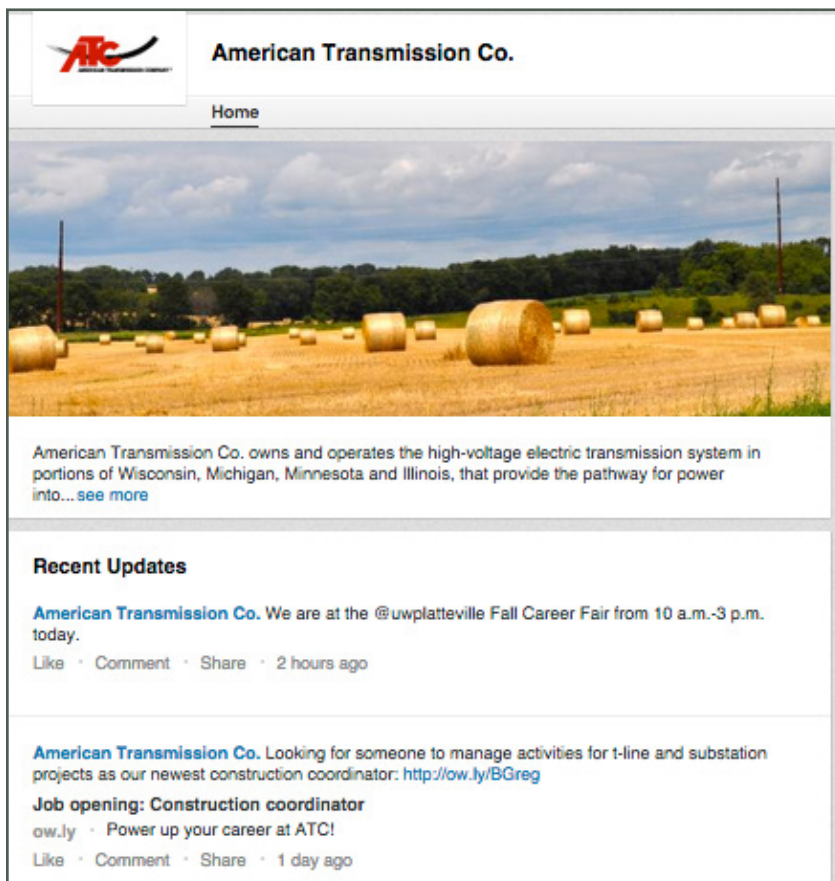 ATC
AMERICAN TRANSMISSION COMPANY
American Transmission Co.
Home
American Transmission Co. owns and operates the high-voltage electric transmission system in
portions of Wisconsin, Michigan, Minnesota and Illinois, that provide the pathway for power
into... see more
Recent Updates
American Transmission Co. We are at the @uwplatteville Fall Career Fair from 10 a.m.-3 p.m.
today.
Like · Comment · Share · 2 hours ago
American Transmission Co. Looking for someone to manage activities for t-line and substation
projects as our newest construction coordinator: http://ow.ly/BGreg
Job opening: Construction coordinator
ow.ly · Power up your career at ATC!
Like · Comment · Share · 1 day ago